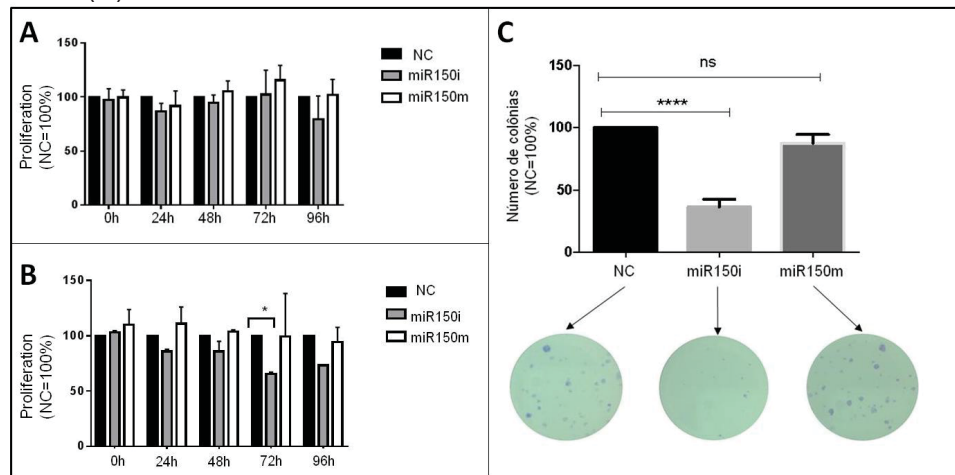 A
150
100
50
0
Proliferation
(NC=100%)
0h 24h 48h 72h 96h
NC
miR150i
miR150m
B
150
100
50
0
Proliferation
(NC=100%)
*
0h 24h 48h 72h 96h
NC
miR150i
miR150m
C
150
100
50
0
Número de colônias
(NC=100%)
ns
****
NC miR150i miR150m